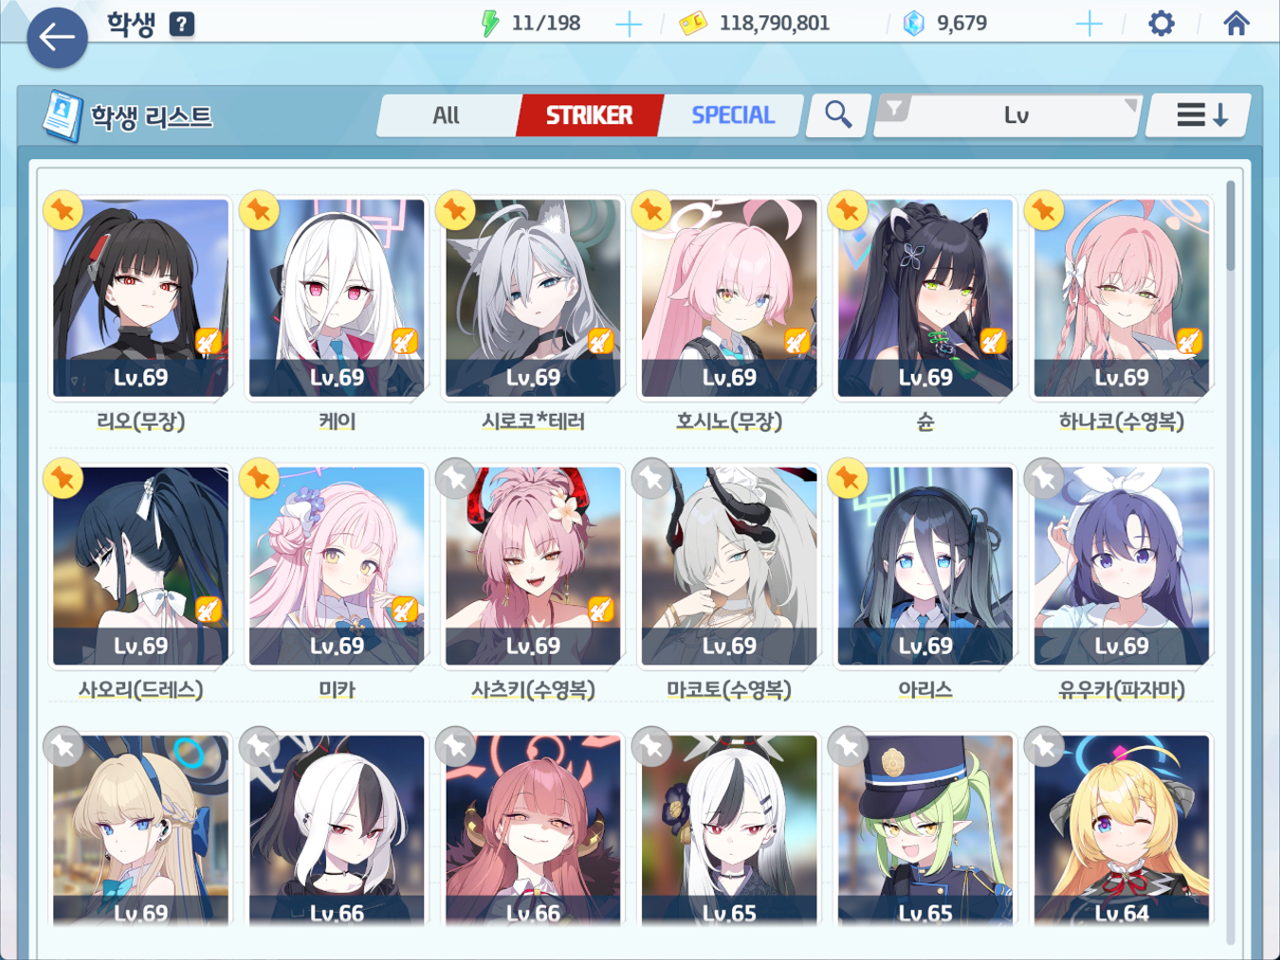 학생 ?
11/198
118,790,801
9,679
학생 리스트
All
STRIKER
SPECIAL
Lv
Lv.69 Lv.69 Lv.69 Lv.69 Lv.69 Lv.69
리오(무장) 케이 시로코*테러 호시노(무장) 슌 하나코(수영복)
Lv.69 Lv.69 Lv.69 Lv.69 Lv.69 Lv.69
사오리(드레스) 미카 사츠키(수영복) 마코토(수영복) 아리스 유우카(파자마)
Lv.69 Lv.66 Lv.66 Lv.65 Lv.65 Lv.64